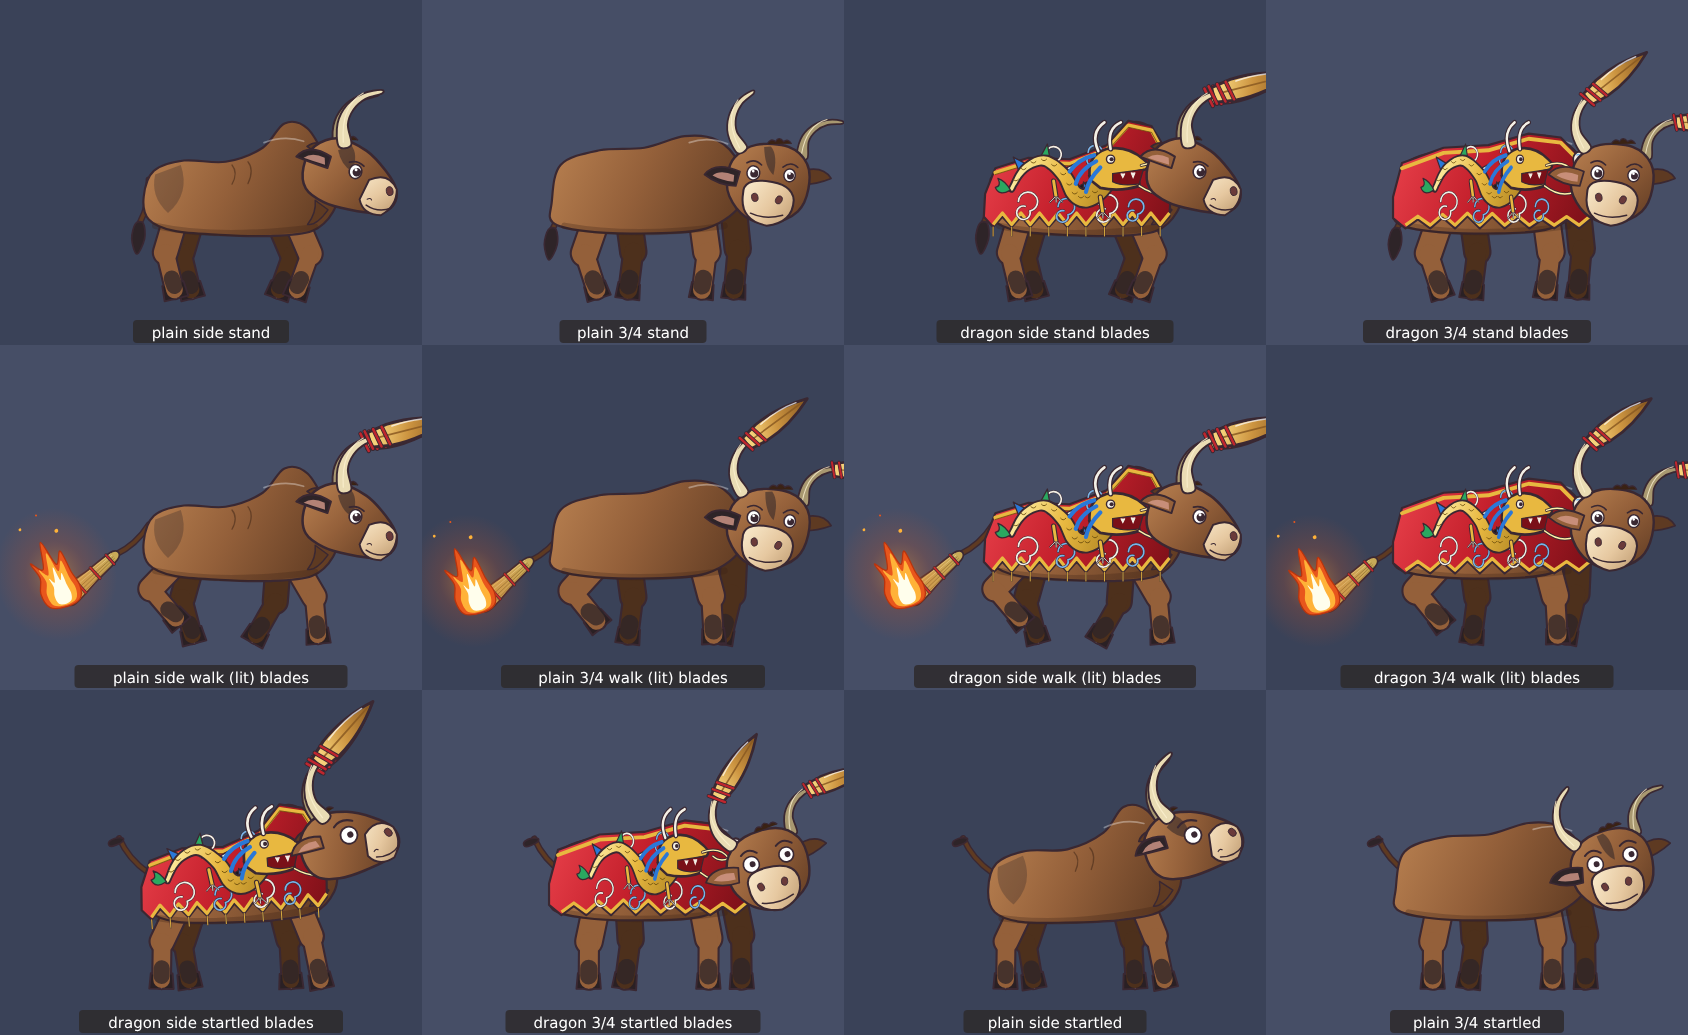 plain side stand
plain 3/4 stand
dragon side stand blades
dragon 3/4 stand blades
plain side walk (lit) blades
plain 3/4 walk (lit) blades
dragon side walk (lit) blades
dragon 3/4 walk (lit) blades
dragon side startled blades
dragon 3/4 startled blades
plain side startled
plain 3/4 startled